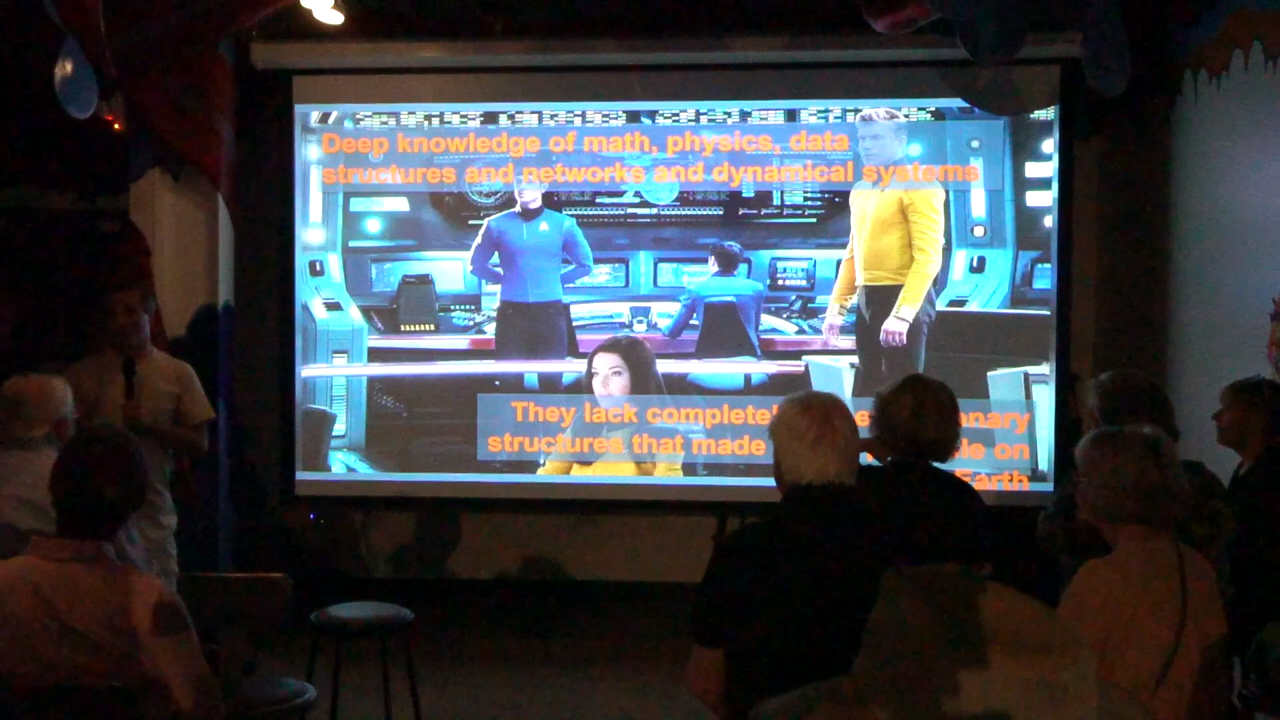 Deep knowledge of math, physics, data
structures and networks and dynamical systems
They lack complete
structures that made on
Earth